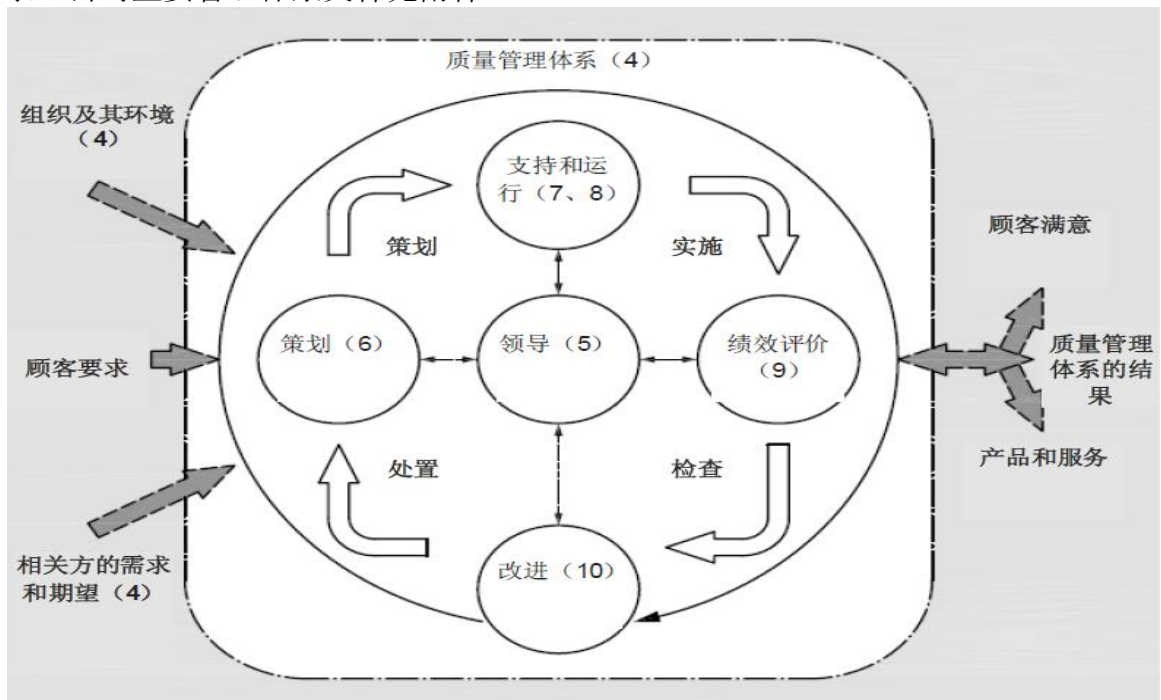 质量管理体系（4）
组织及其环境
（4）
支持和运
行（7、8）
顾客满意
策划
实施
策划（6）
领导（5）
绩效评价
（9）
顾客要求
质量管理
体系的结
果
处置
检查
产品和服务
相关方的需求
和期望（4）
改进（10）